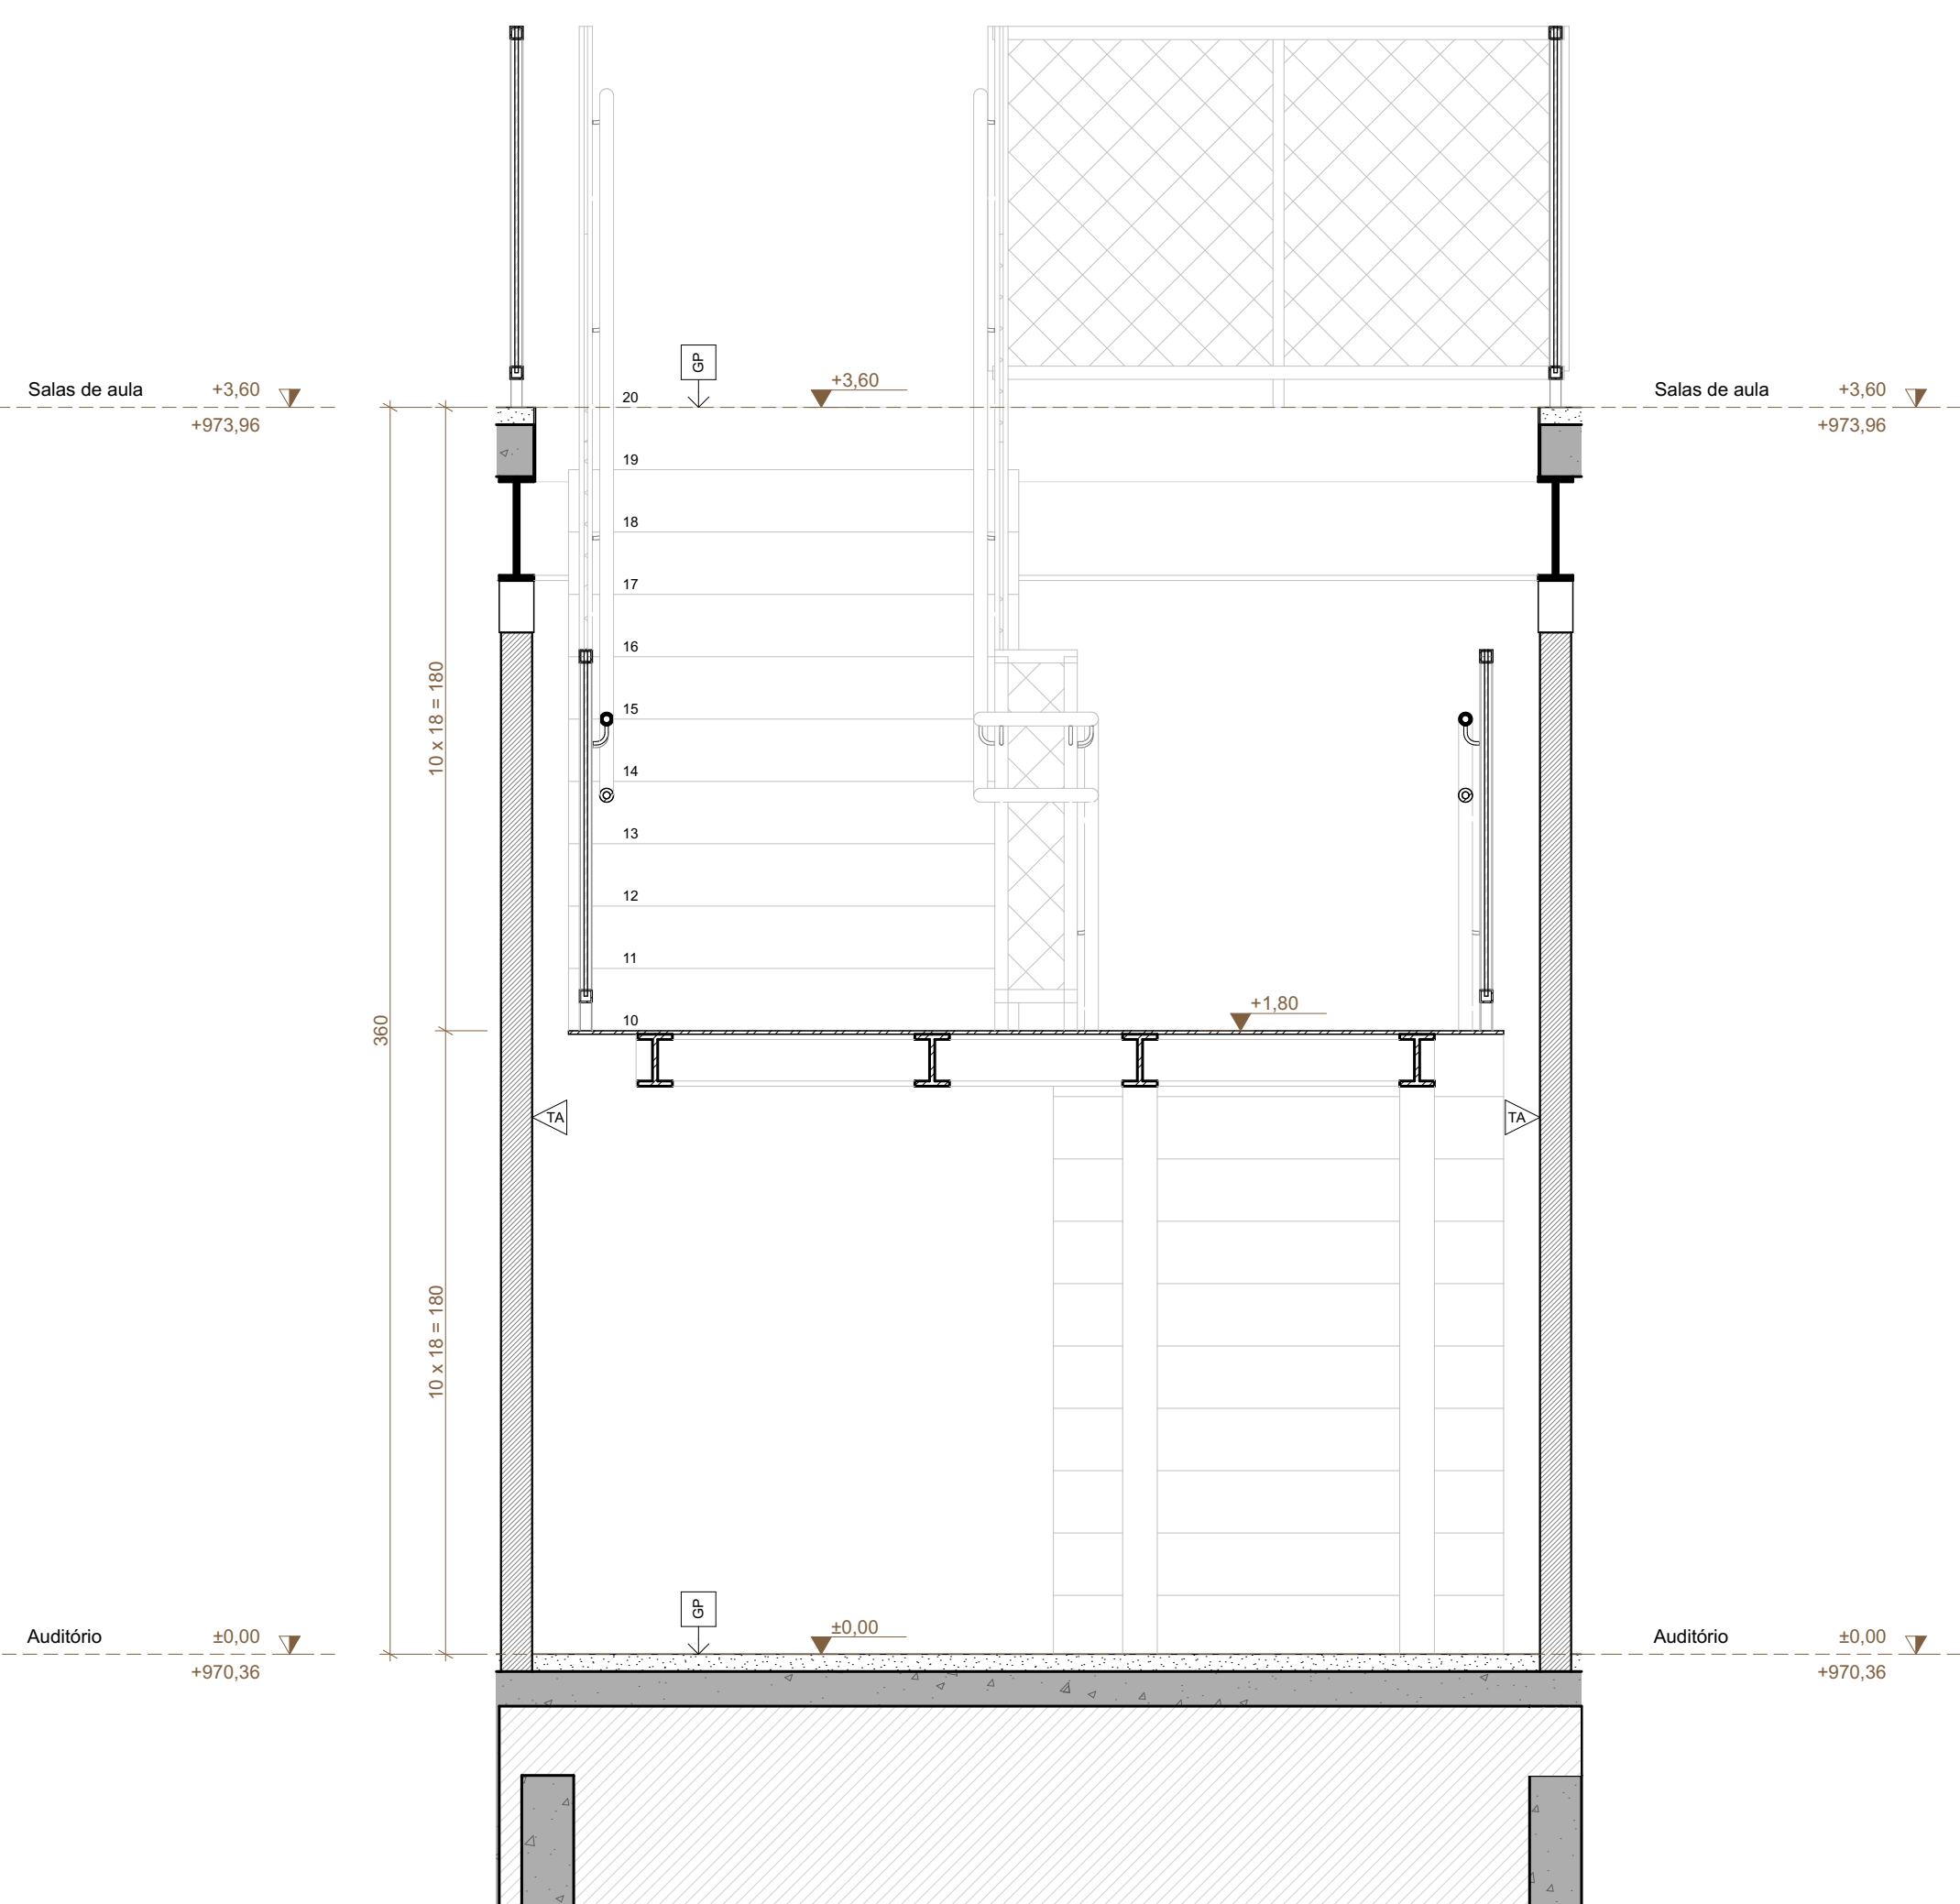 GP
Salas de aula +3,60
+973,96
20
+3,60
Salas de aula +3,60
+973,96
19
18
17
16
10 x 18 = 180
15
14
13
12
11
360
10
+1,80
TA
TA
10 x 18 = 180
GP
Auditório ±0,00
+970,36
±0,00
Auditório ±0,00
+970,36